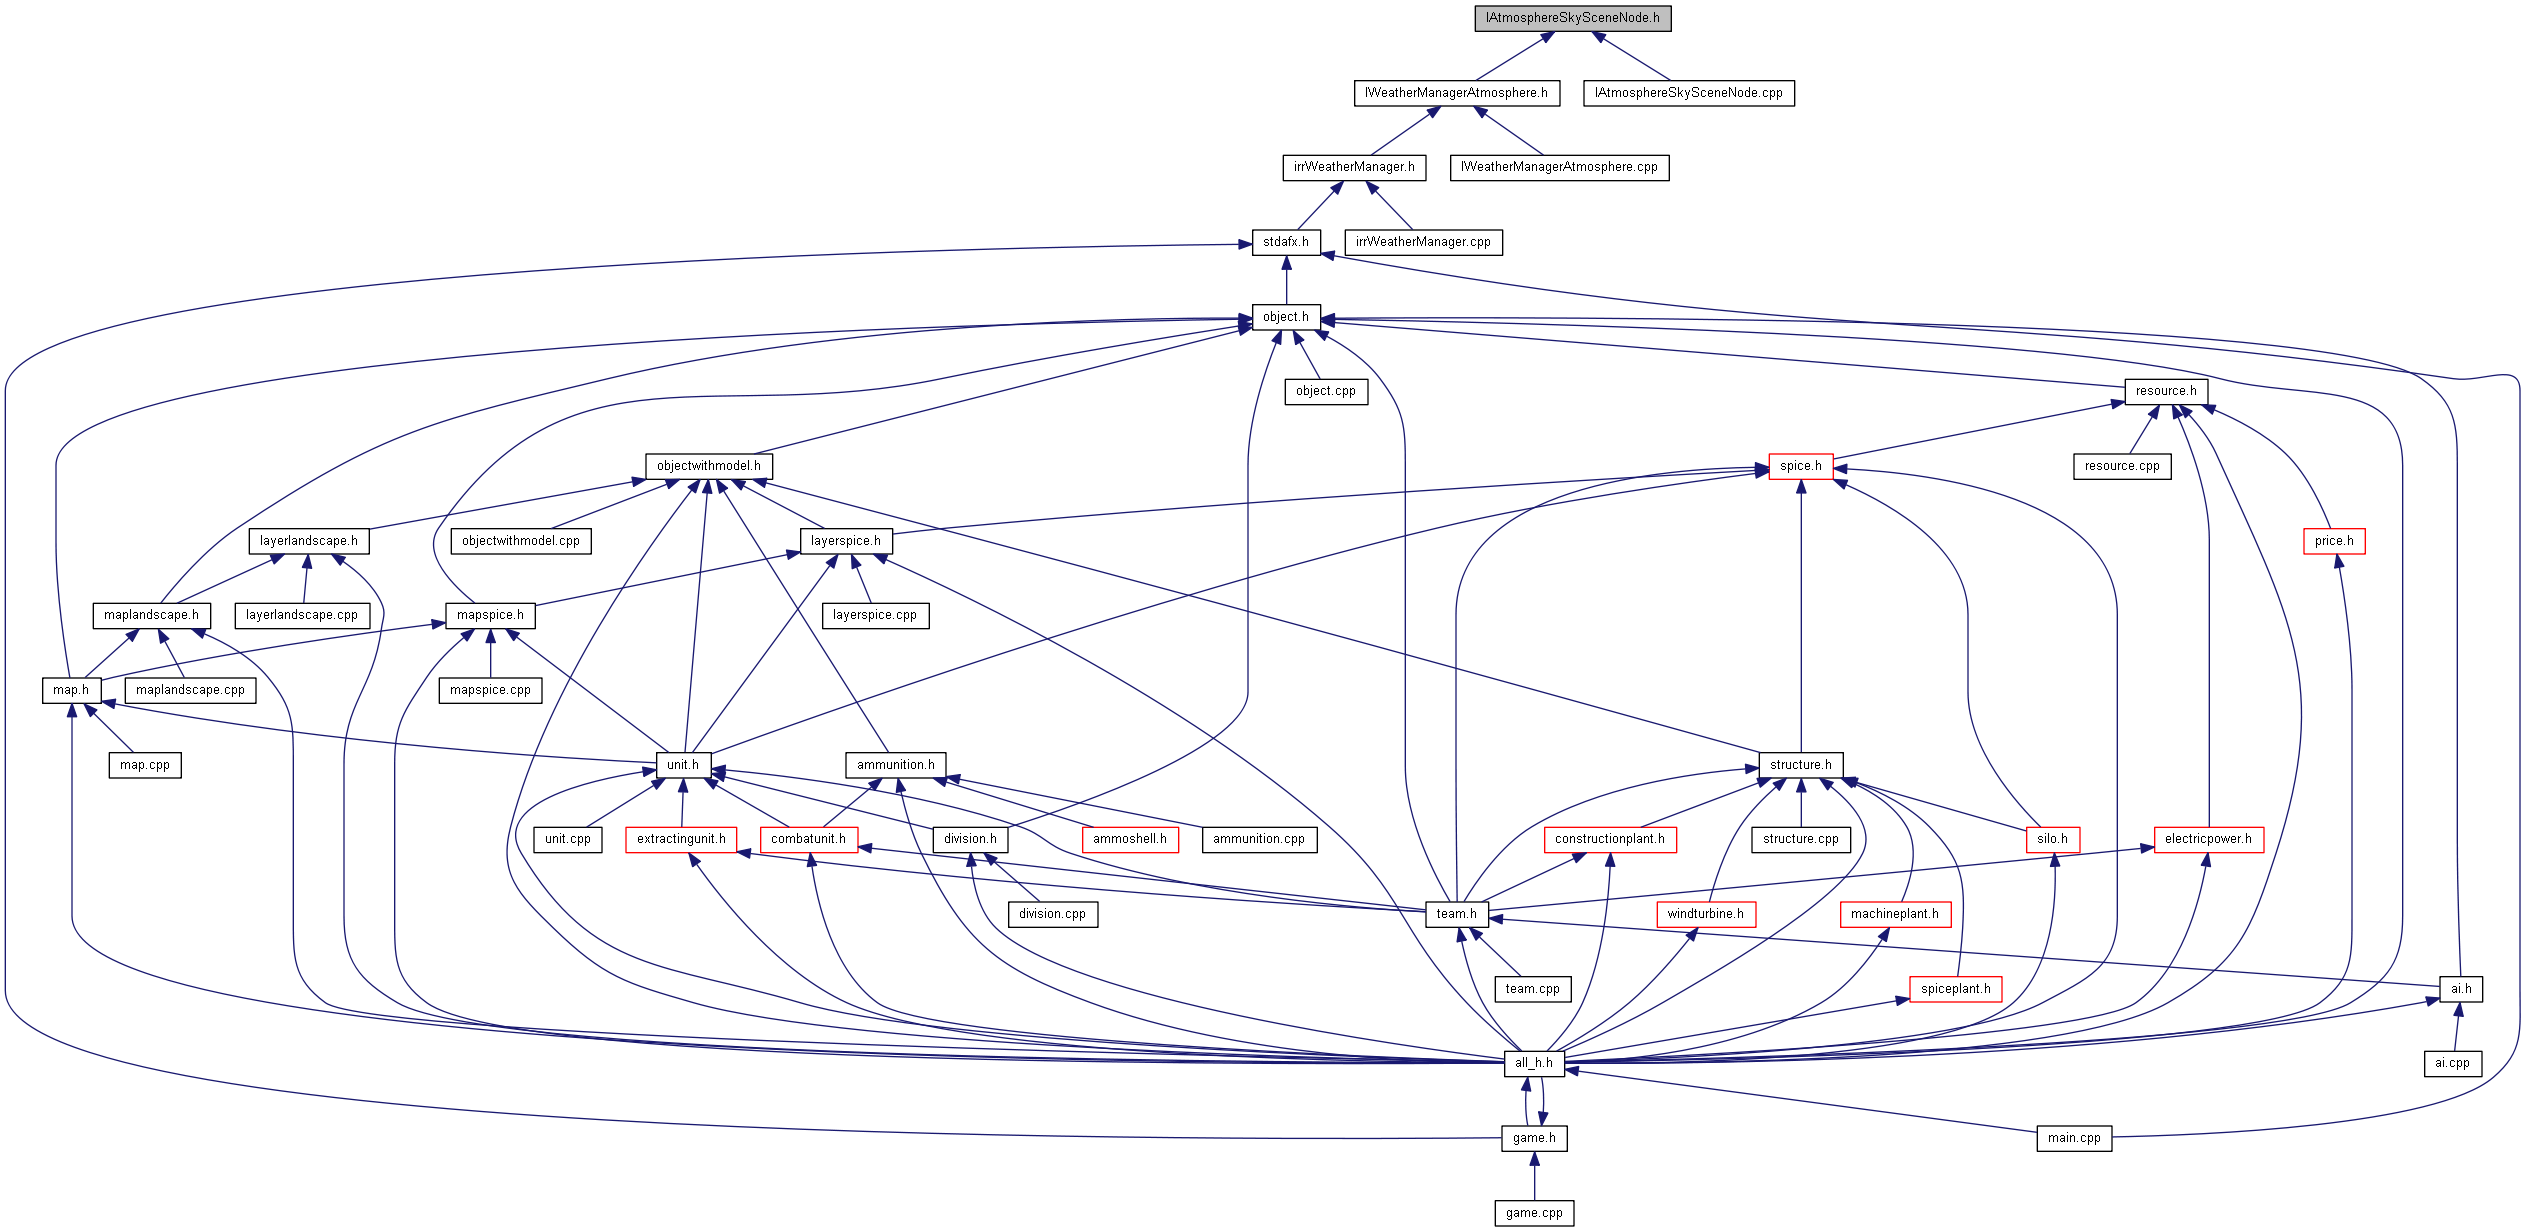 IAtmosphereSkySceneNode.h
IWeatherManagerAtmosphere.h
IAtmosphereSkySceneNode.cpp
irrWeatherManager.h
IWeatherManagerAtmosphere.cpp
stdafx.h
irrWeatherManager.cpp
object.h
object.cpp
resource.h
objectwithmodel.h
spice.h
resource.cpp
layerlandscape.h
objectwithmodel.cpp
layerspice.h
price.h
maplandscape.h
layerlandscape.cpp
mapspice.h
layerspice.cpp
map.h
maplandscape.cpp
mapspice.cpp
map.cpp
unit.h
ammunition.h
structure.h
unit.cpp
extractingunit.h
combatunit.h
division.h
ammoshell.h
ammunition.cpp
constructionplant.h
structure.cpp
silo.h
electricpower.h
division.cpp
team.h
windturbine.h
machineplant.h
team.cpp
spiceplant.h
ai.h
all_h.h
ai.cpp
game.h
main.cpp
game.cpp